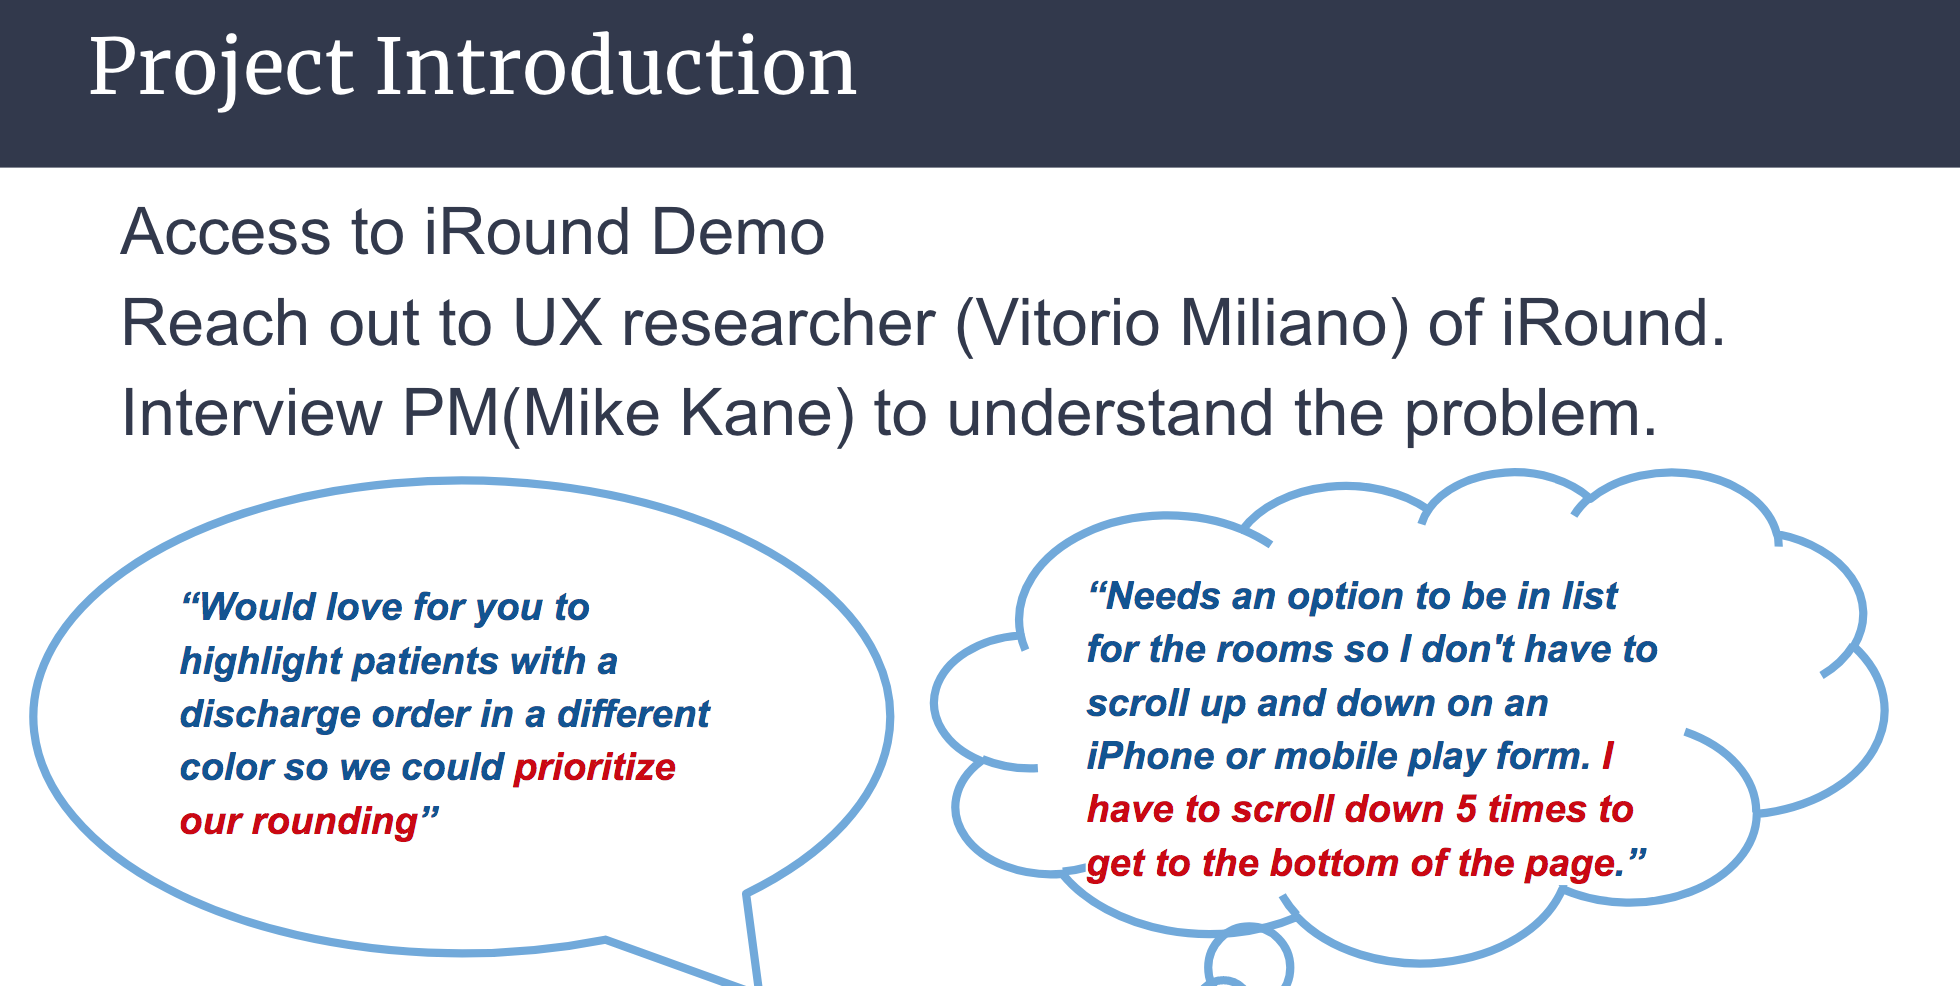 Project Introduction
Access to iRound Demo
Reach out to UX researcher (Vitorio Miliano) of iRound.
Interview PM(Mike Kane) to understand the problem.
“Would love for you to
highlight patients with a
discharge order in a different
color so we could prioritize
our rounding”
“Needs an option to be in list
for the rooms so I don't have to
scroll up and down on an
iPhone or mobile play form. I
have to scroll down 5 times to
get to the bottom of the page.”